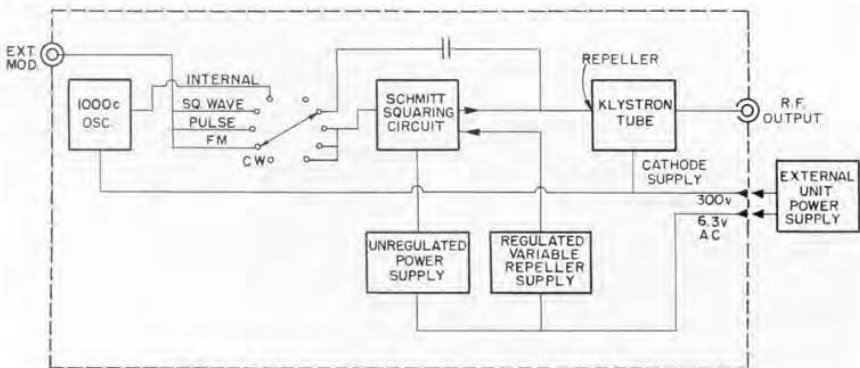 EXT.
MOD.
1000c
OSC.
INTERNAL
SQ. WAVE
PULSE
FM
CW
SCHMITT
SQUARING
CIRCUIT
REPELLER
KLYSTRON
TUBE
R.F.
OUTPUT
CATHODE
SUPPLY
300v
6.3v
AC
EXTERNAL
UNIT
POWER
SUPPLY
UNREGULATED
POWER
SUPPLY
REGULATED
VARIABLE
REPELLER
SUPPLY